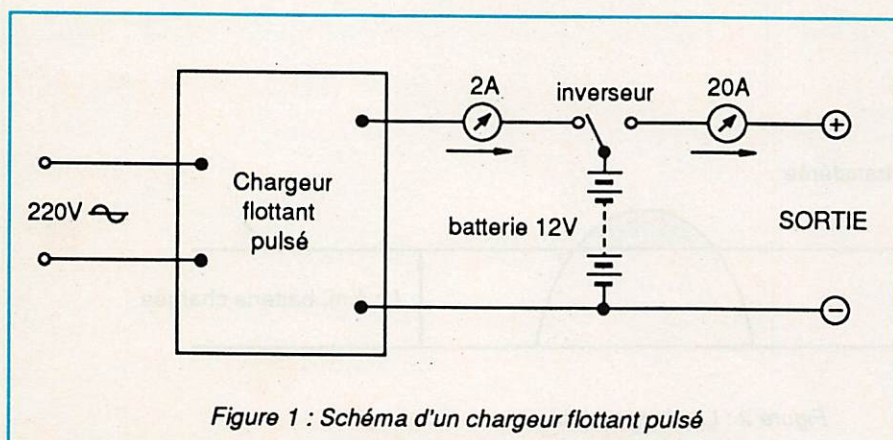 2A
inverseur
20A
+
220V
Chargeur
flottant
pulsé
batterie 12V
SORTIE
−
Figure 1 : Schéma d'un chargeur flottant pulsé